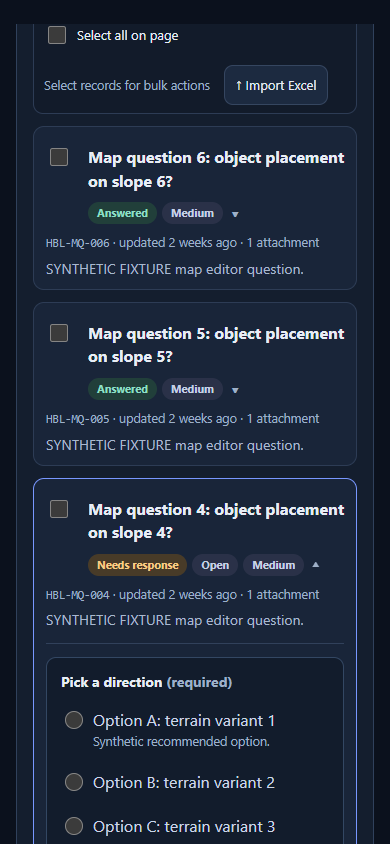 Select all on page
Select records for bulk actions
↑ Import Excel
Map question 6: object placement
on slope 6?
Answered
Medium
▼
HBL-MQ-006 · updated 2 weeks ago · 1 attachment
SYNTHETIC FIXTURE map editor question.
Map question 5: object placement
on slope 5?
Answered
Medium
▼
HBL-MQ-005 · updated 2 weeks ago · 1 attachment
SYNTHETIC FIXTURE map editor question.
Map question 4: object placement
on slope 4?
Needs response
Open
Medium
▲
HBL-MQ-004 · updated 2 weeks ago · 1 attachment
SYNTHETIC FIXTURE map editor question.
Pick a direction (required)
Option A: terrain variant 1
Synthetic recommended option.
Option B: terrain variant 2
Option C: terrain variant 3